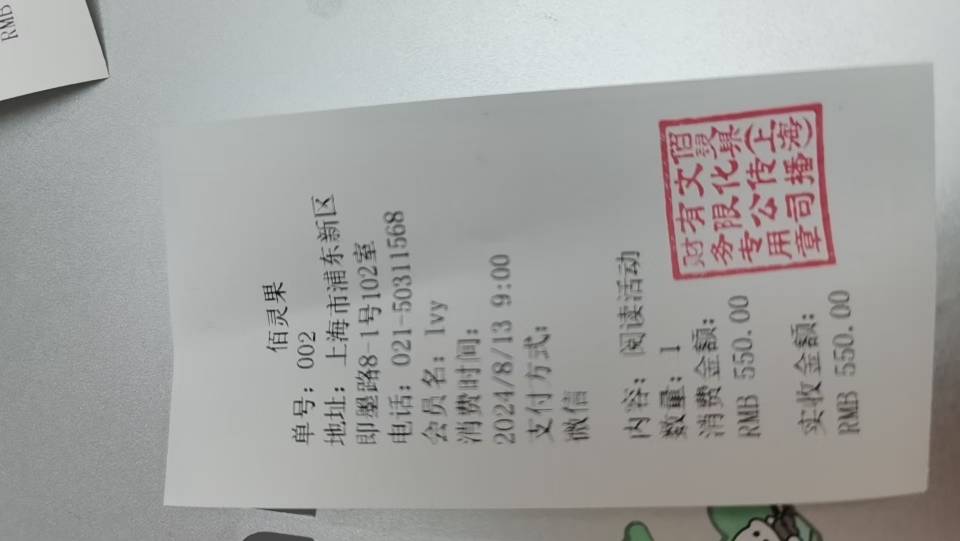 佰灵果
单号：002
地址：上海市浦东新区
即墨路8-1号102室
电话：021-50311568
会员名：Ivy
消费时间：
2024/8/13 9:00
支付方式：
微信
内容： 阅读活动
数量：1
消费金额：
RMB 550.00
实收金额：
RMB 550.00
佰灵果(上海)
文化传播
有限公司
财务专用章
RMB